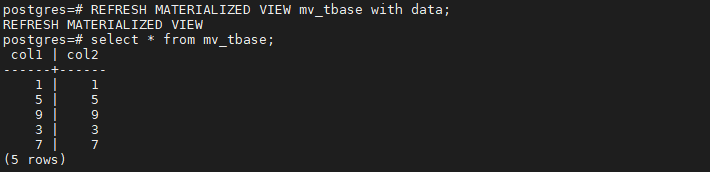 postgres=# REFRESH MATERIALIZED VIEW mv_tbase with data;
REFRESH MATERIALIZED VIEW
postgres=# select * from mv_tbase;
 col1 | col2
------+------
    1 |    1
    5 |    5
    9 |    9
    3 |    3
    7 |    7
(5 rows)